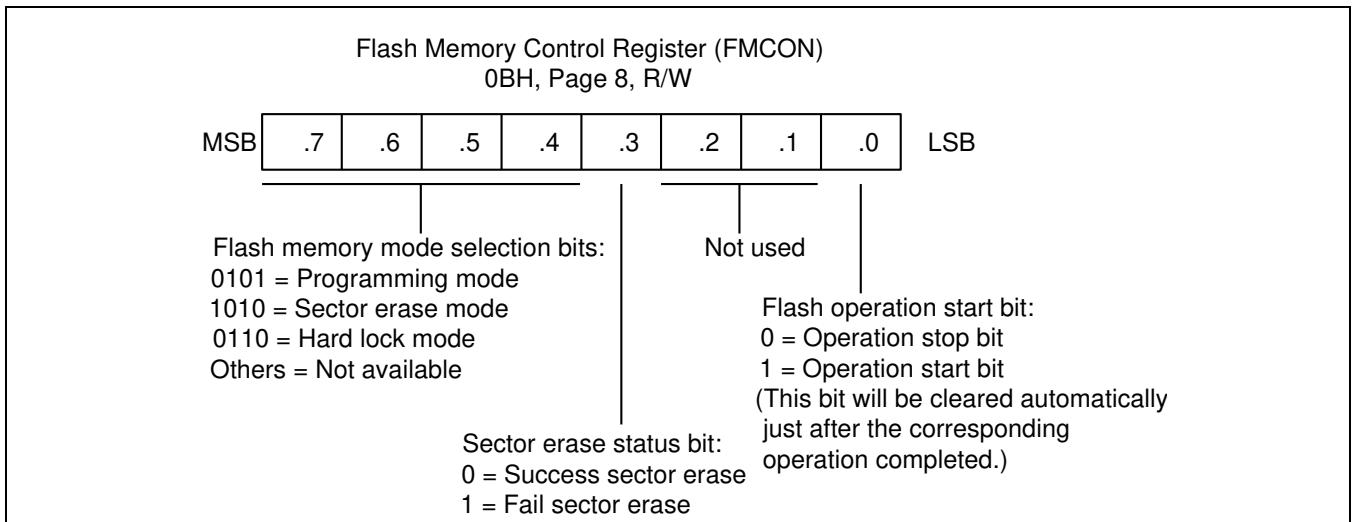 Flash Memory Control Register (FMCON)
0BH, Page 8, R/W
MSB .7 .6 .5 .4 .3 .2 .1 .0 LSB
Flash memory mode selection bits:
0101 = Programming mode
1010 = Sector erase mode
0110 = Hard lock mode
Others = Not available
Not used
Flash operation start bit:
0 = Operation stop bit
1 = Operation start bit
(This bit will be cleared automatically
just after the corresponding
operation completed.)
Sector erase status bit:
0 = Success sector erase
1 = Fail sector erase